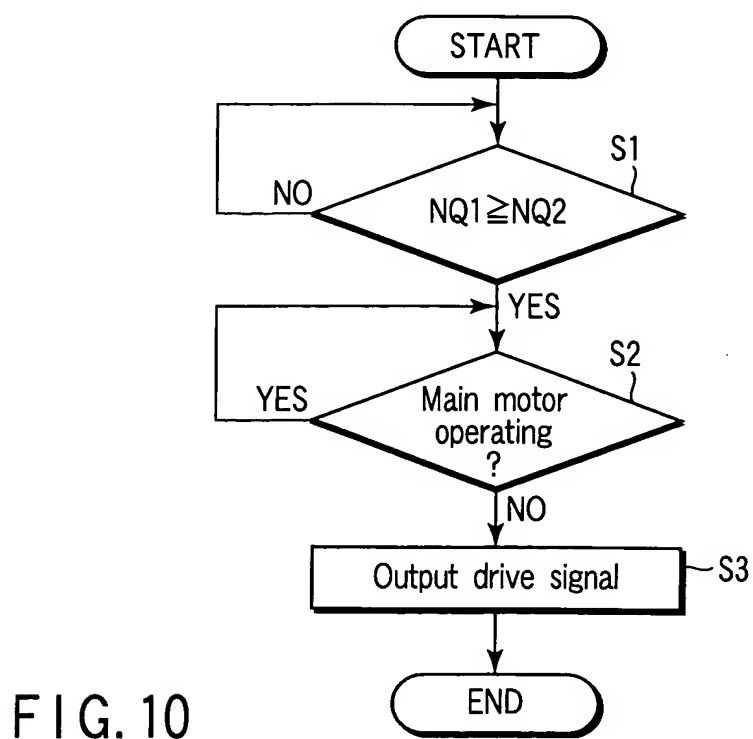 START
S1
NO
NQ1≧NQ2
YES
S2
YES
Main motor
operating
?
NO
Output drive signal
S3
END
FIG. 10